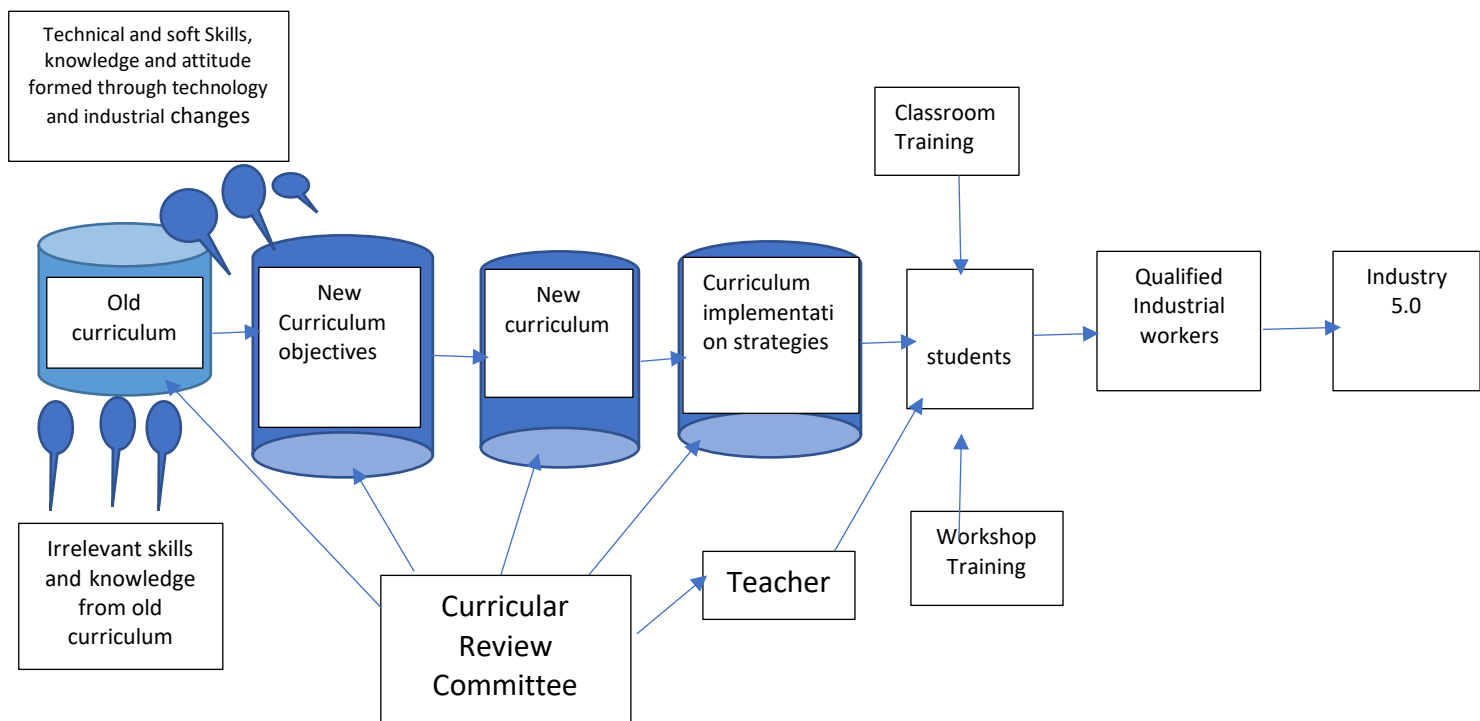 Technical and soft Skills,
knowledge and attitude
formed through technology
and industrial changes
Classroom
Training
Old
curriculum
New
Curriculum
objectives
New
curriculum
Curriculum
implementati
on strategies
students
Qualified
Industrial
workers
Industry
5.0
Irrelevant skills
and knowledge
from old
curriculum
Curricular
Review
Committee
Teacher
Workshop
Training